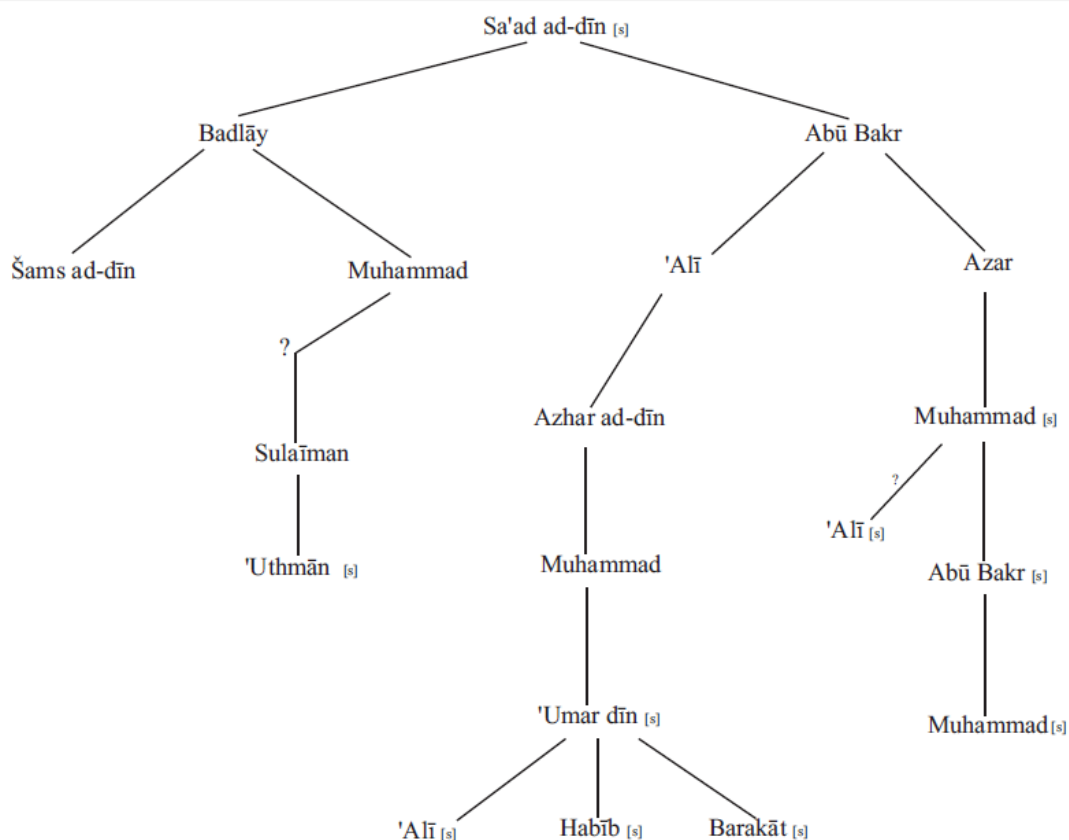 Sa'ad ad-dīn [s]
Badlāy
Abū Bakr
Šams ad-dīn
Muhammad
'Alī
Azar
?
Azhar ad-dīn
Muhammad [s]
Sulaīman
?
'Alī [s]
'Uthmān [s]
Muhammad
Abū Bakr [s]
'Umar dīn [s]
Muhammad [s]
'Alī [s]
Habīb [s]
Barakāt [s]